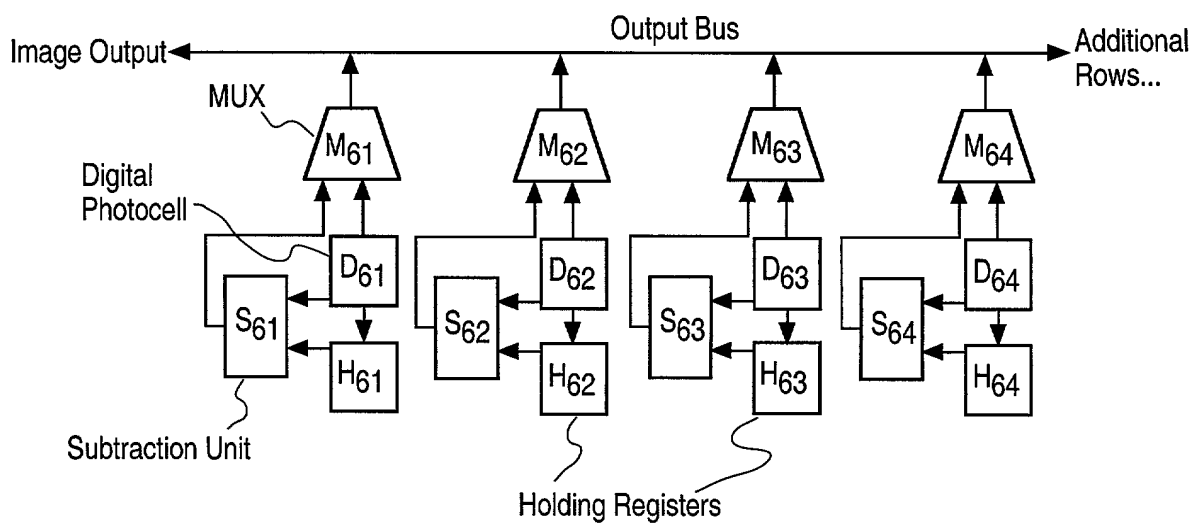 Output Bus
Image Output
Additional
Rows...
MUX
M61
M62
M63
M64
Digital
Photocell
D61
D62
D63
D64
S61
S62
S63
S64
H61
H62
H63
H64
Subtraction Unit
Holding Registers